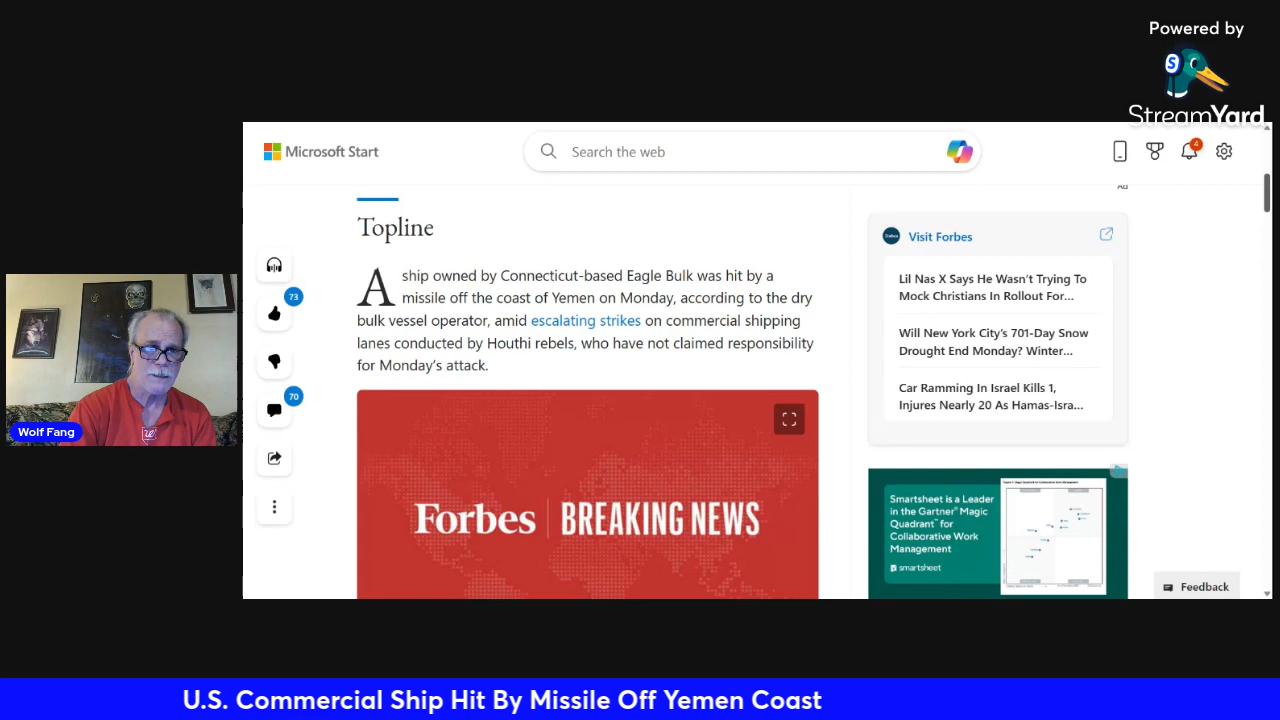 Powered by
StreamYard
Microsoft Start
Search the web
4
Ad
Topline
A ship owned by Connecticut-based Eagle Bulk was hit by a
missile off the coast of Yemen on Monday, according to the dry
bulk vessel operator, amid escalating strikes on commercial shipping
lanes conducted by Houthi rebels, who have not claimed responsibility
for Monday's attack.
73
70
Forbes BREAKING NEWS
Visit Forbes
Lil Nas X Says He Wasn't Trying To
Mock Christians In Rollout For...
Will New York City's 701-Day Snow
Drought End Monday? Winter...
Car Ramming In Israel Kills 1,
Injures Nearly 20 As Hamas-Isra...
Smartsheet is a Leader
in the Gartner® Magic
Quadrant™ for
Collaborative Work
Management
smartsheet
Feedback
Wolf Fang
U.S. Commercial Ship Hit By Missile Off Yemen Coast